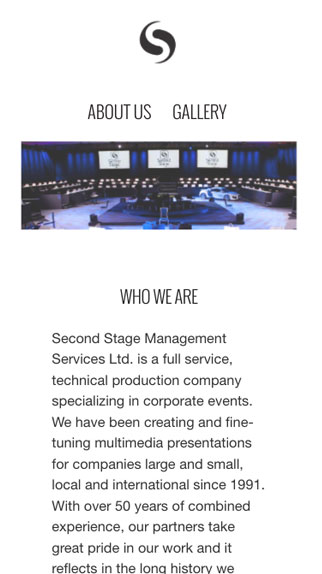 ABOUT US GALLERY
WHO WE ARE
Second Stage Management
Services Ltd. is a full service,
technical production company
specializing in corporate events.
We have been creating and fine-
tuning multimedia presentations
for companies large and small,
local and international since 1991.
With over 50 years of combined
experience, our partners take
great pride in our work and it
reflects in the long history we